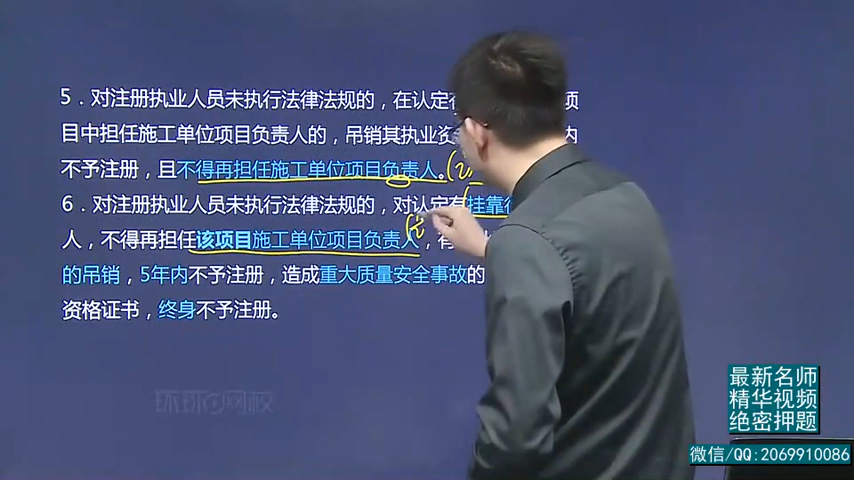 5．对注册执业人员未执行法律法规的，在认定有
项
目中担任施工单位项目负责人的，吊销其执业资
内
不予注册，且不得再担任施工单位项目负责人。
6．对注册执业人员未执行法律法规的，对认定有挂靠行
人，不得再担任该项目施工单位项目负责人，有
的吊销，5年内不予注册，造成重大质量安全事故的
资格证书，终身不予注册。
环球网校
最新名师
精华视频
绝密押题
微信/QQ:2069910086